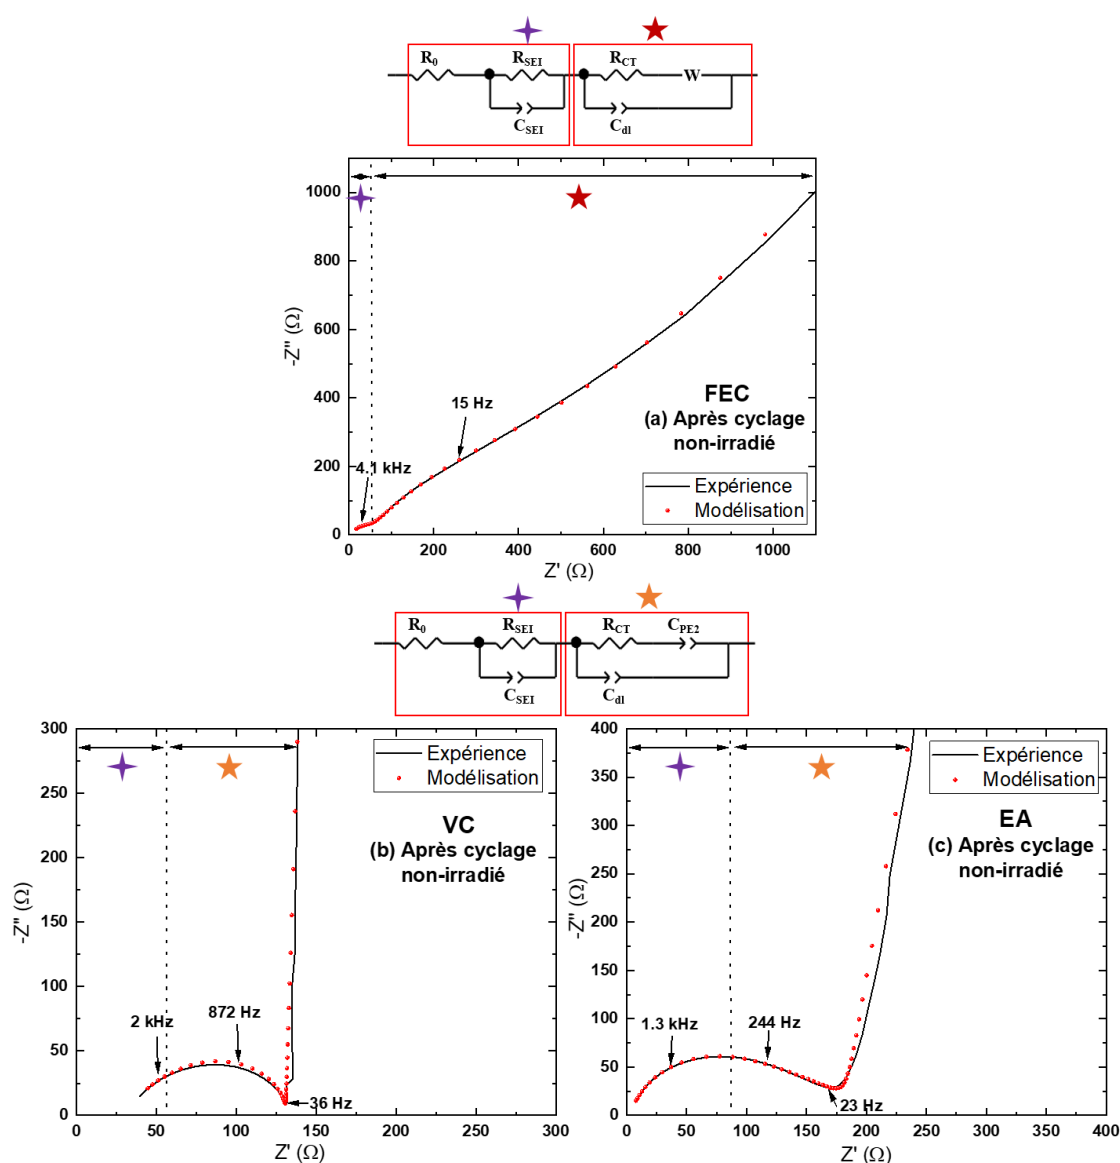 R0 RSEI RCT W
CSEI Cdl
1000
800
600
400
200
0
-Z'' (Ω)
4.1 kHz
15 Hz
FEC
(a) Après cyclage
non-irradié
Expérience
Modélisation
0 200 400 600 800 1000
Z' (Ω)
R0 RSEI RCT CPE2
CSEI Cdl
300
250
200
150
100
50
0
-Z'' (Ω)
Expérience
Modélisation
VC
(b) Après cyclage
non-irradié
2 kHz
872 Hz
36 Hz
0 50 100 150 200 250 300
Z' (Ω)
400
350
300
250
200
150
100
50
0
-Z'' (Ω)
Expérience
Modélisation
EA
(c) Après cyclage
non-irradié
1.3 kHz
244 Hz
23 Hz
0 50 100 150 200 250 300 350 400
Z' (Ω)